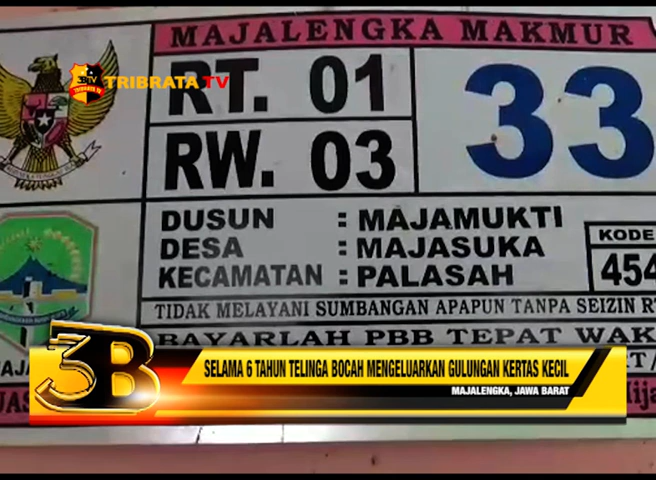 MAJALENGKA MAKMUR
TRIBRATA TV
RT. 01
RW. 03
33
DUSUN : MAJAMUKTI
DESA : MAJASUKA
KECAMATAN : PALASAH
KODE
454
TIDAK MELAYANI SUMBANGAN APAPUN TANPA SEIZIN R
BAYARLAH PBB TEPAT WAK
3B
SELAMA 6 TAHUN TELINGA BOCAH MENGELUARKAN GULUNGAN KERTAS KECIL
MAJALENGKA, JAWA BARAT